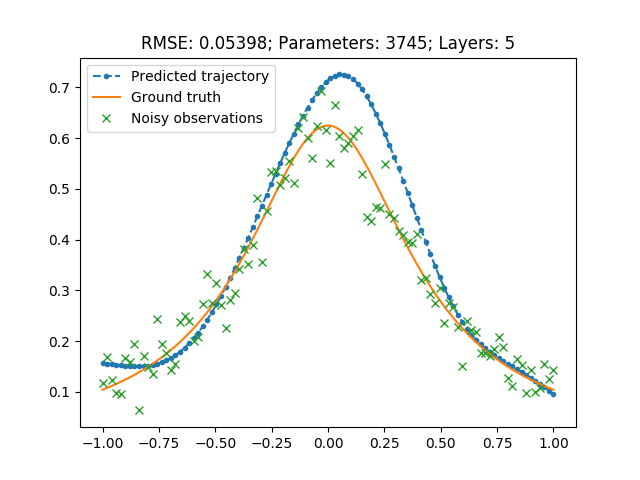 RMSE: 0.05398; Parameters: 3745; Layers: 5
Predicted trajectory
Ground truth
Noisy observations
0.7
0.6
0.5
0.4
0.3
0.2
0.1
−1.00 −0.75 −0.50 −0.25 0.00 0.25 0.50 0.75 1.00